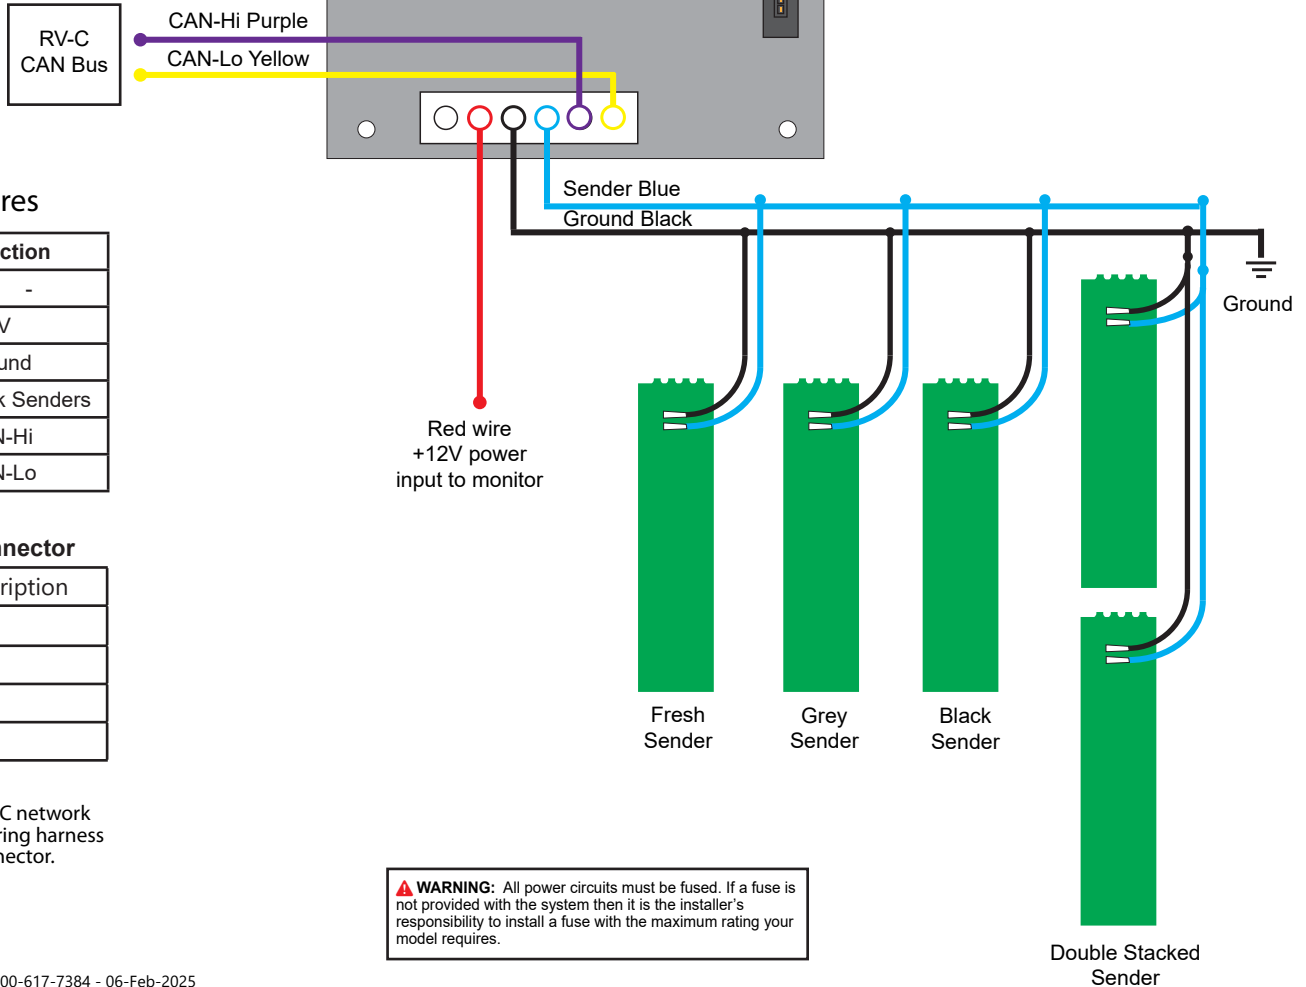 CAN-Hi Purple
RV-C
CAN Bus
CAN-Lo Yellow
res
ction
-
V
und
k Senders
N-Hi
N-Lo
Sender Blue
Ground Black
Ground
Red wire
+12V power
input to monitor
nnector
ription
Fresh
Sender
Grey
Sender
Black
Sender
C network
ring harness
nector.
WARNING: All power circuits must be fused. If a fuse is
not provided with the system then it is the installer's
responsibility to install a fuse with the maximum rating your
model requires.
Double Stacked
Sender
00-617-7384 - 06-Feb-2025